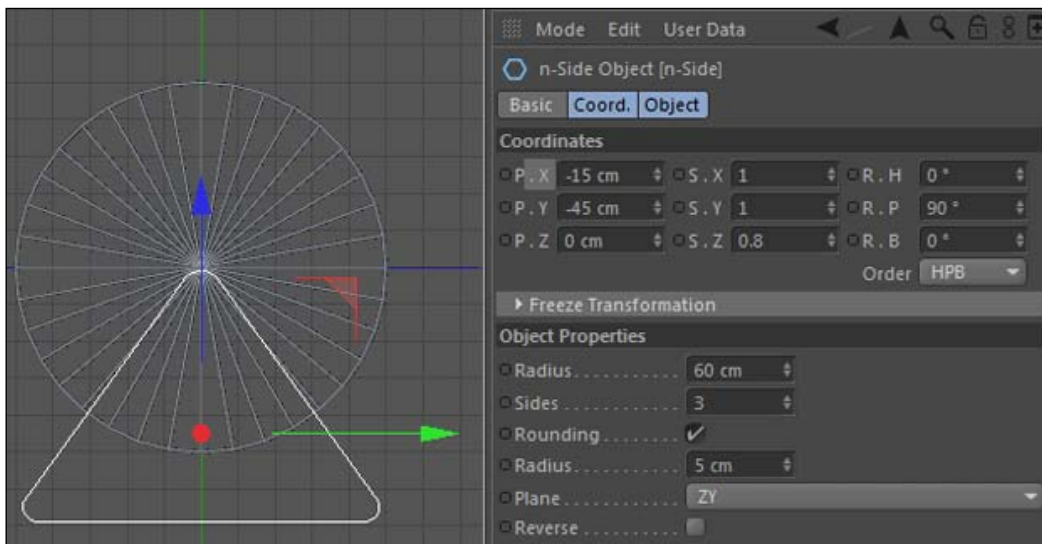 Mode Edit User Data
n-Side Object [n-Side]
Basic Coord. Object
Coordinates
P . X -15 cm S . X 1 R . H 0 °
P . Y -45 cm S . Y 1 R . P 90 °
P . Z 0 cm S . Z 0.8 R . B 0 °
Order HPB
Freeze Transformation
Object Properties
Radius. . . . . . . . . . . 60 cm
Sides . . . . . . . . . . . . 3
Rounding. . . . . . . .
Radius. . . . . . . . . . . 5 cm
Plane. . . . . . . . . . . . ZY
Reverse . . . . . . . . . .